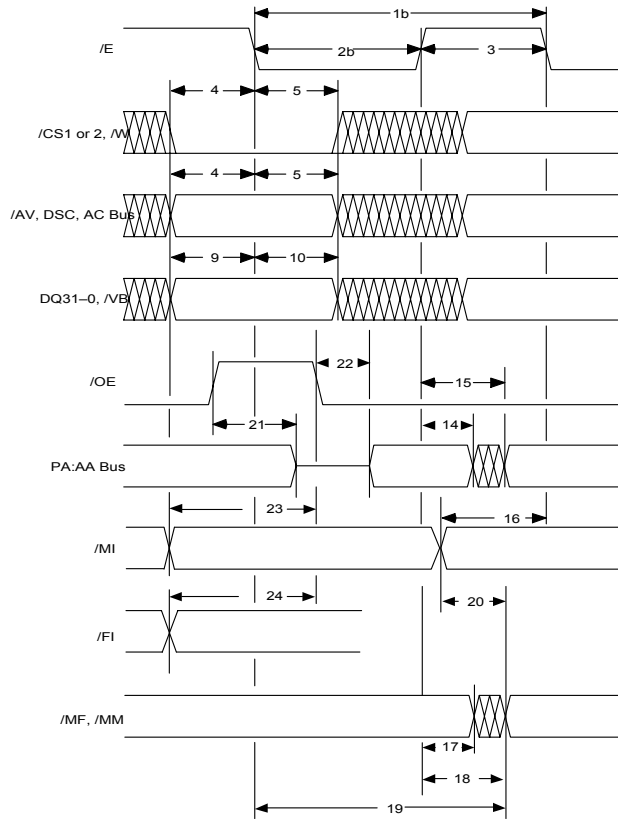 1b
/E
2b
3
4
5
/CS1 or 2, /W
4
5
/AV, DSC, AC Bus
9
10
DQ31–0, /VB
22
/OE
15
21
14
PA:AA Bus
23
16
/MI
24
20
/FI
/MF, /MM
17
18
19